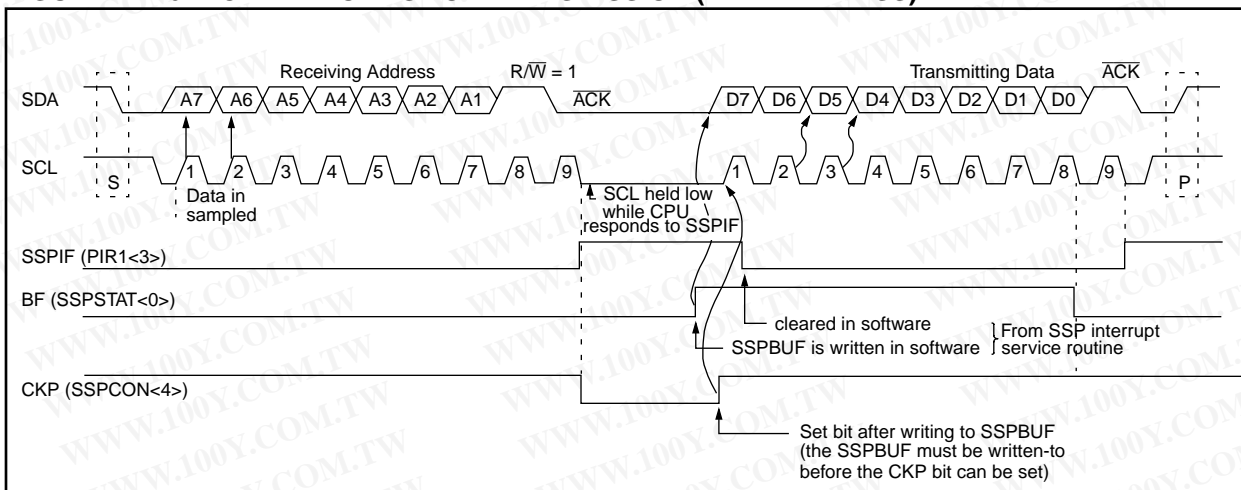 Receiving Address R/W = 1 Transmitting Data ACK
SDA A7 A6 A5 A4 A3 A2 A1 ACK D7 D6 D5 D4 D3 D2 D1 D0
SCL S 1 2 3 4 5 6 7 8 9 1 2 3 4 5 6 7 8 9 P
Data in
sampled
SCL held low
while CPU
responds to SSPIF
SSPIF (PIR1<3>)
BF (SSPSTAT<0>)
cleared in software
SSPBUF is written in software
From SSP interrupt
service routine
CKP (SSPCON<4>)
Set bit after writing to SSPBUF
(the SSPBUF must be written-to
before the CKP bit can be set)
WWW.100Y.COM.TW